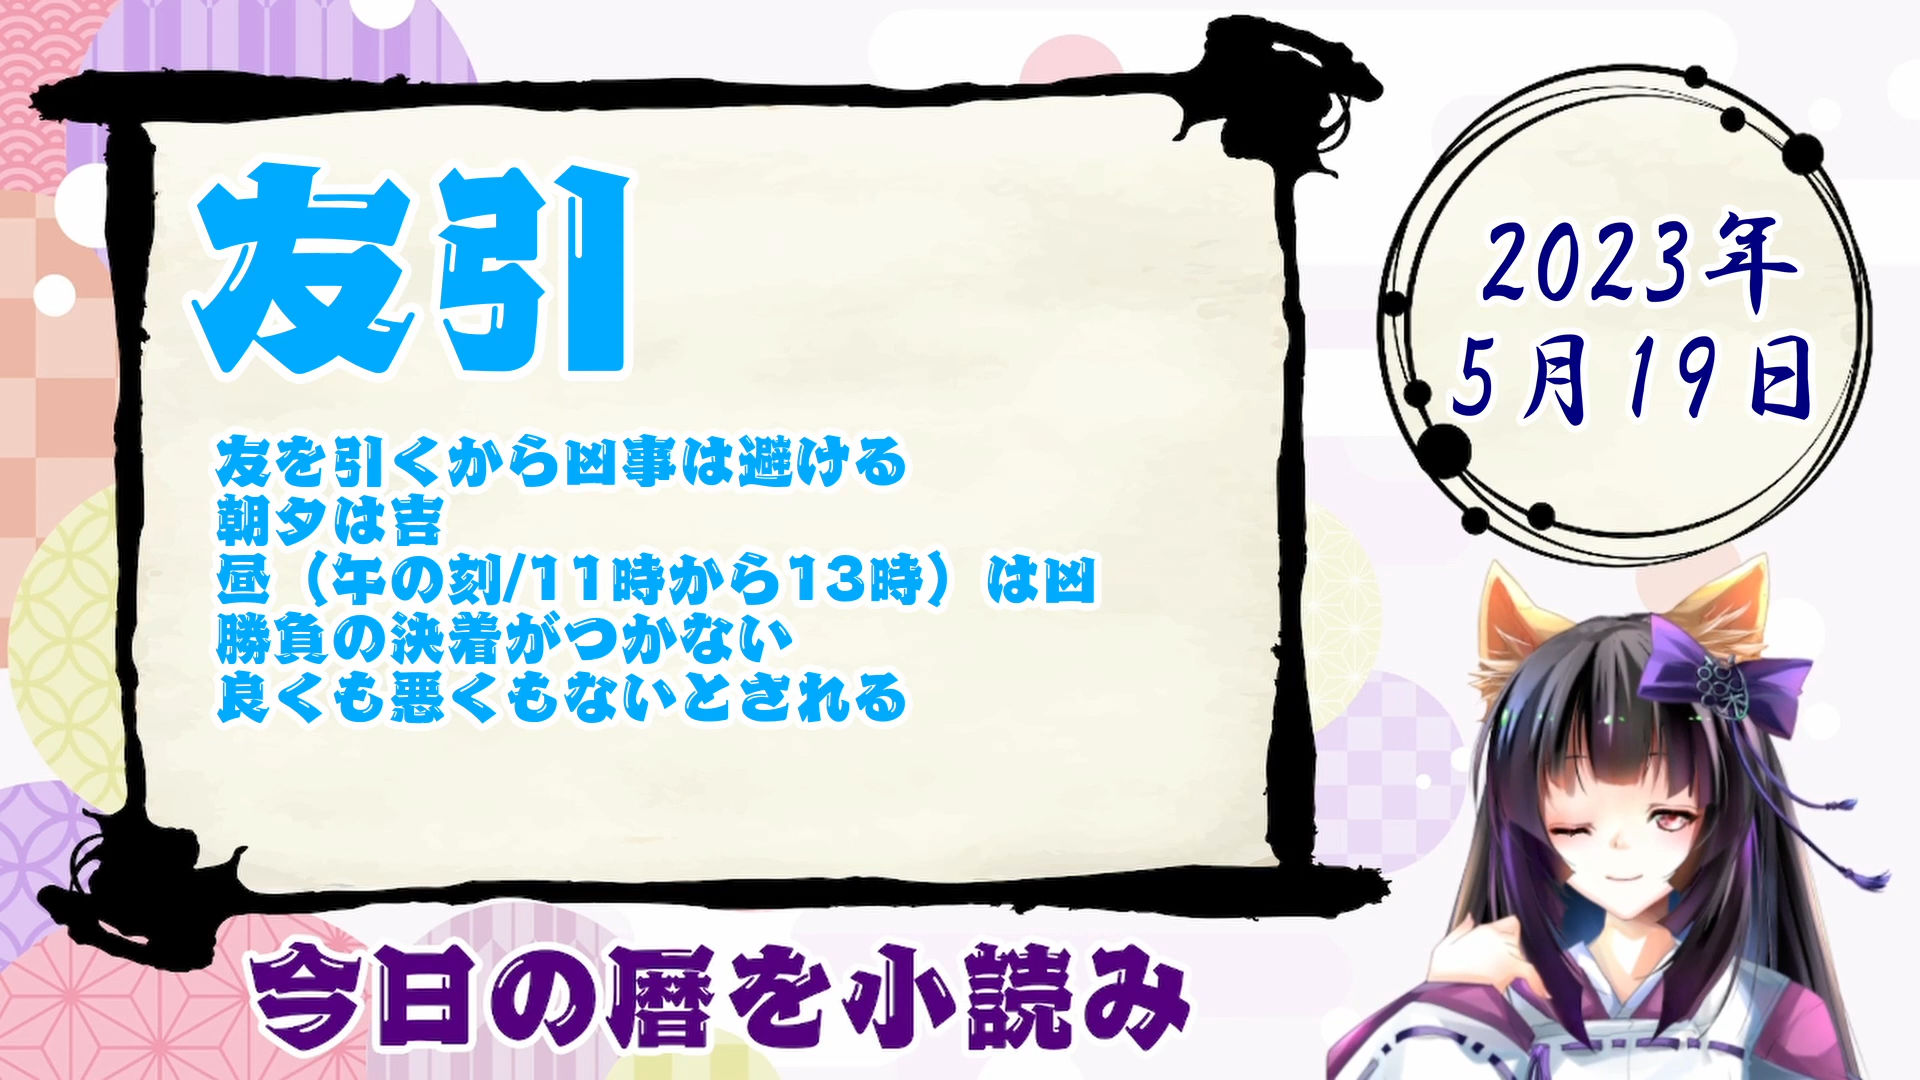 友引
友を引くから凶事は避ける
朝夕は吉
昼（午の刻/11時から13時）は凶
勝負の決着がつかない
良くも悪くもないとされる
2023年
5月19日
今日の暦を小読み